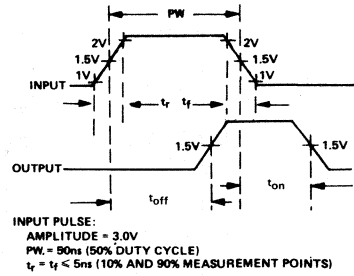 PW
2V
2V
1.5V
1.5V
1V
1V
INPUT
tr tf
1.5V
1.5V
OUTPUT
toff
ton
INPUT PULSE:
AMPLITUDE = 3.0V
PW. = 50ns (50% DUTY CYCLE)
tr = tf ≤ 5ns (10% AND 90% MEASUREMENT POINTS)